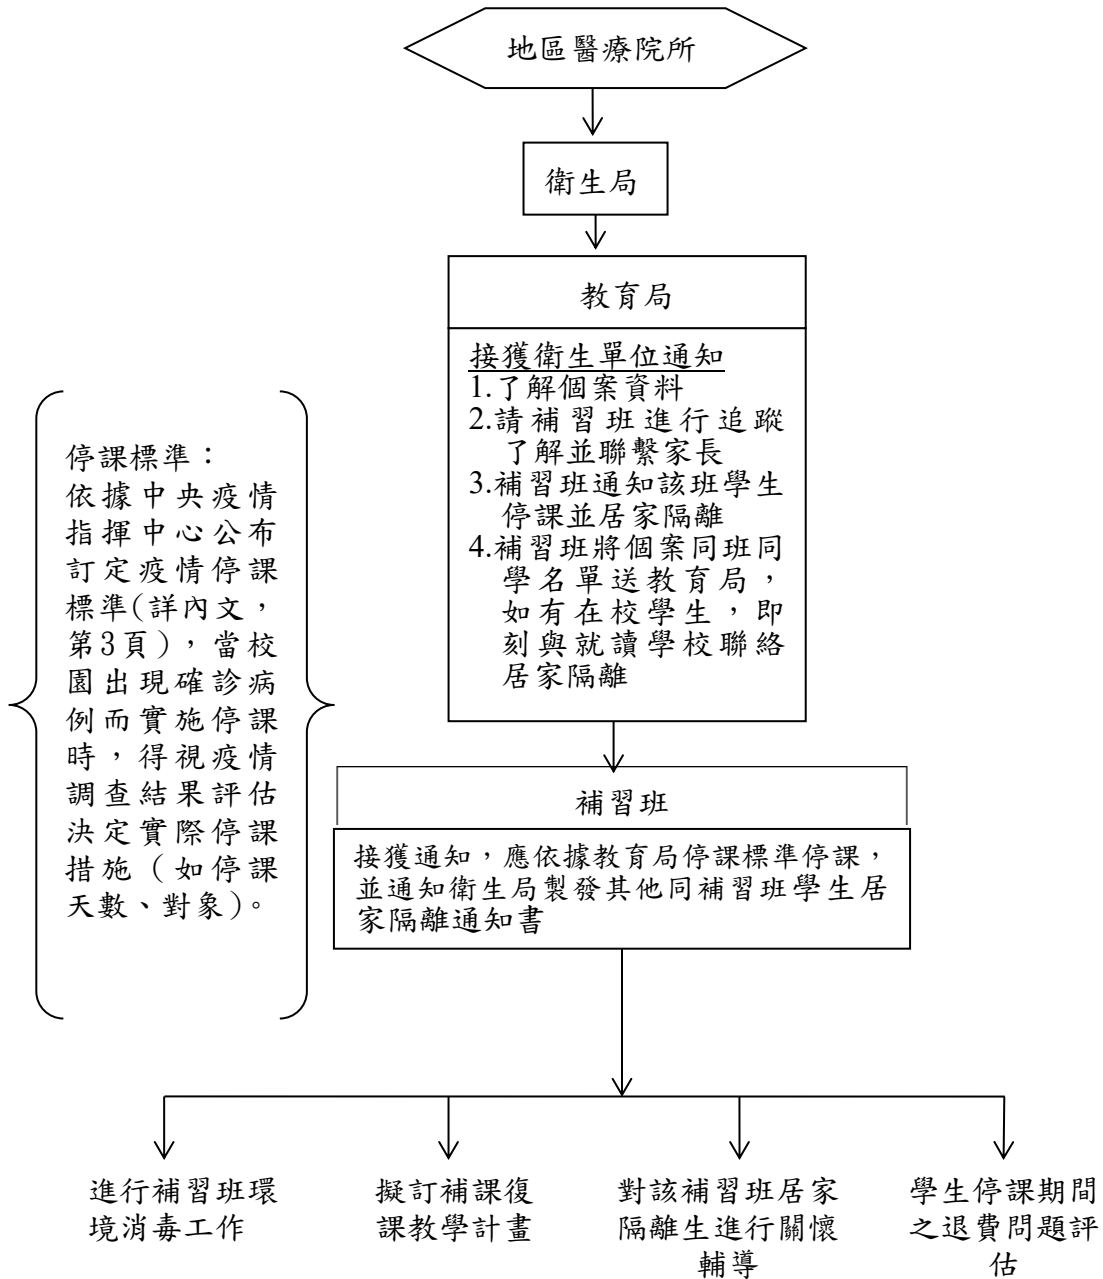 地區醫療院所
衛生局
教育局
接獲衛生單位通知
1.了解個案資料
2.請補習班進行追蹤
了解並聯繫家長
3.補習班通知該班學生
停課並居家隔離
4.補習班將個案同班同
學名單送教育局，
如有在校學生，即
刻與就讀學校聯絡
居家隔離
停課標準：
依據中央疫情
指揮中心公布
訂定疫情停課
標準(詳內文，
第3頁)，當校
園出現確診病
例而實施停課
時，得視疫情
調查結果評估
決定實際停課
措施（如停課
天數、對象)。
補習班
接獲通知，應依據教育局停課標準停課，
並通知衛生局製發其他同補習班學生居
家隔離通知書
進行補習班環
境消毒工作
擬訂補課復
課教學計畫
對該補習班居家
隔離生進行關懷
輔導
學生停課期間
之退費問題評
估